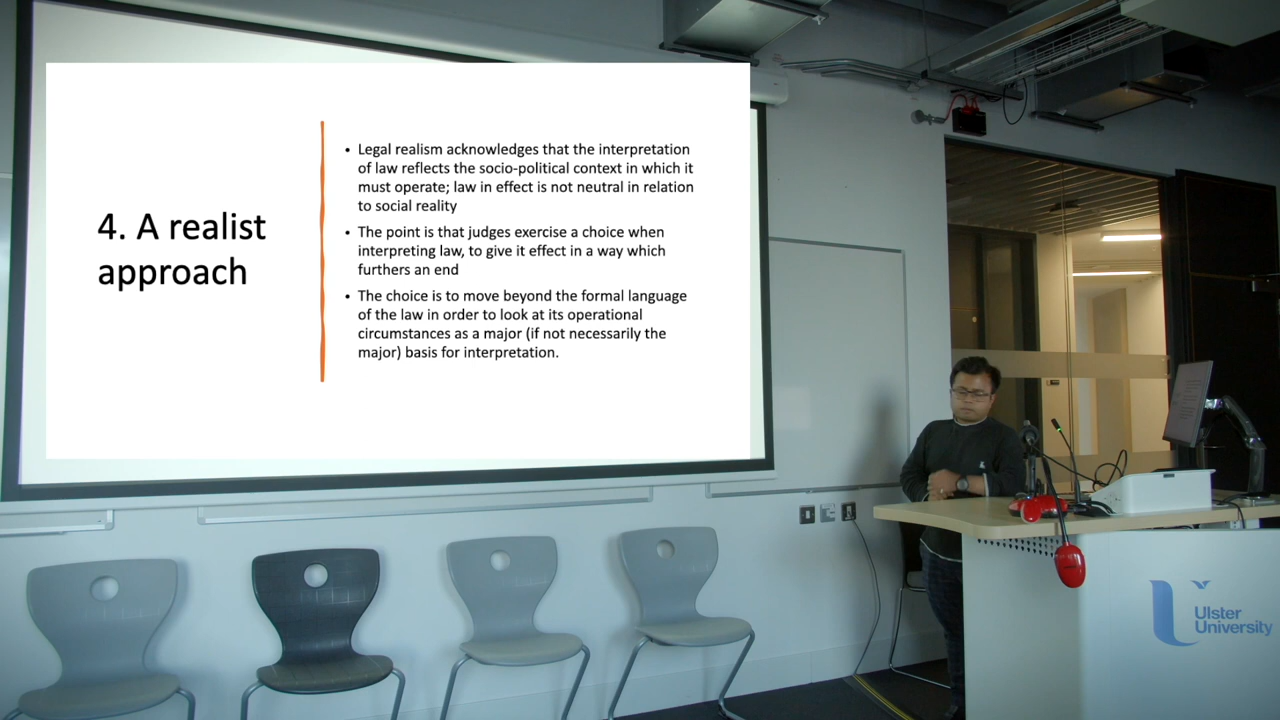 4. A realist
approach
• Legal realism acknowledges that the interpretation
of law reflects the socio-political context in which it
must operate; law in effect is not neutral in relation
to social reality
• The point is that judges exercise a choice when
interpreting law, to give it effect in a way which
furthers an end
• The choice is to move beyond the formal language
of the law in order to look at its operational
circumstances as a major (if not necessarily the
major) basis for interpretation.
Ulster
University